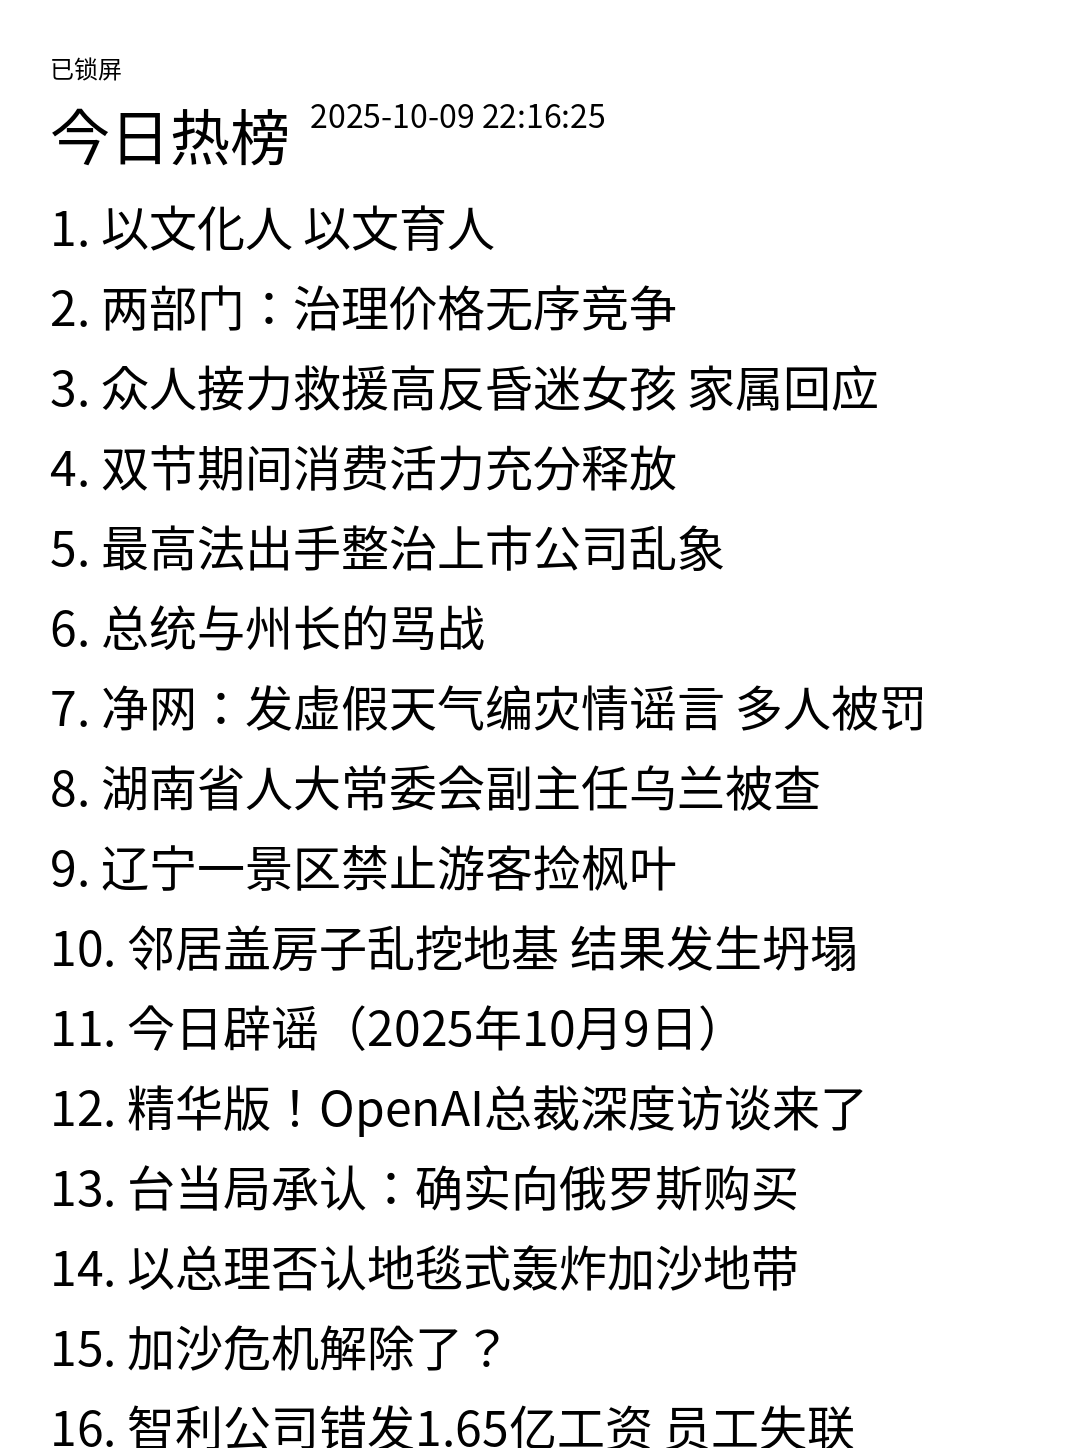 已锁屏
今日热榜 2025-10-09 22:16:25
1. 以文化人 以文育人
2. 两部门：治理价格无序竞争
3. 众人接力救援高反昏迷女孩 家属回应
4. 双节期间消费活力充分释放
5. 最高法出手整治上市公司乱象
6. 总统与州长的骂战
7. 净网：发虚假天气编灾情谣言 多人被罚
8. 湖南省人大常委会副主任乌兰被查
9. 辽宁一景区禁止游客捡枫叶
10. 邻居盖房子乱挖地基 结果发生坍塌
11. 今日辟谣（2025年10月9日）
12. 精华版！OpenAI总裁深度访谈来了
13. 台当局承认：确实向俄罗斯购买
14. 以总理否认地毯式轰炸加沙地带
15. 加沙危机解除了？
16. 智利公司错发1.65亿工资 员工失联